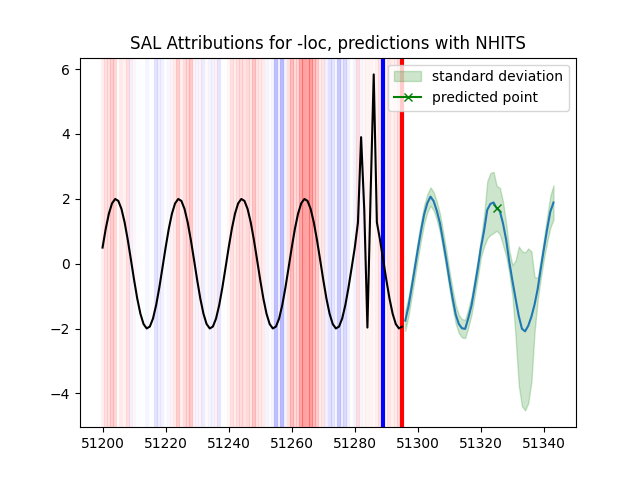 SAL Attributions for -loc, predictions with NHITS
standard deviation
predicted point
6
4
2
0
−2
−4
51200 51220 51240 51260 51280 51300 51320 51340